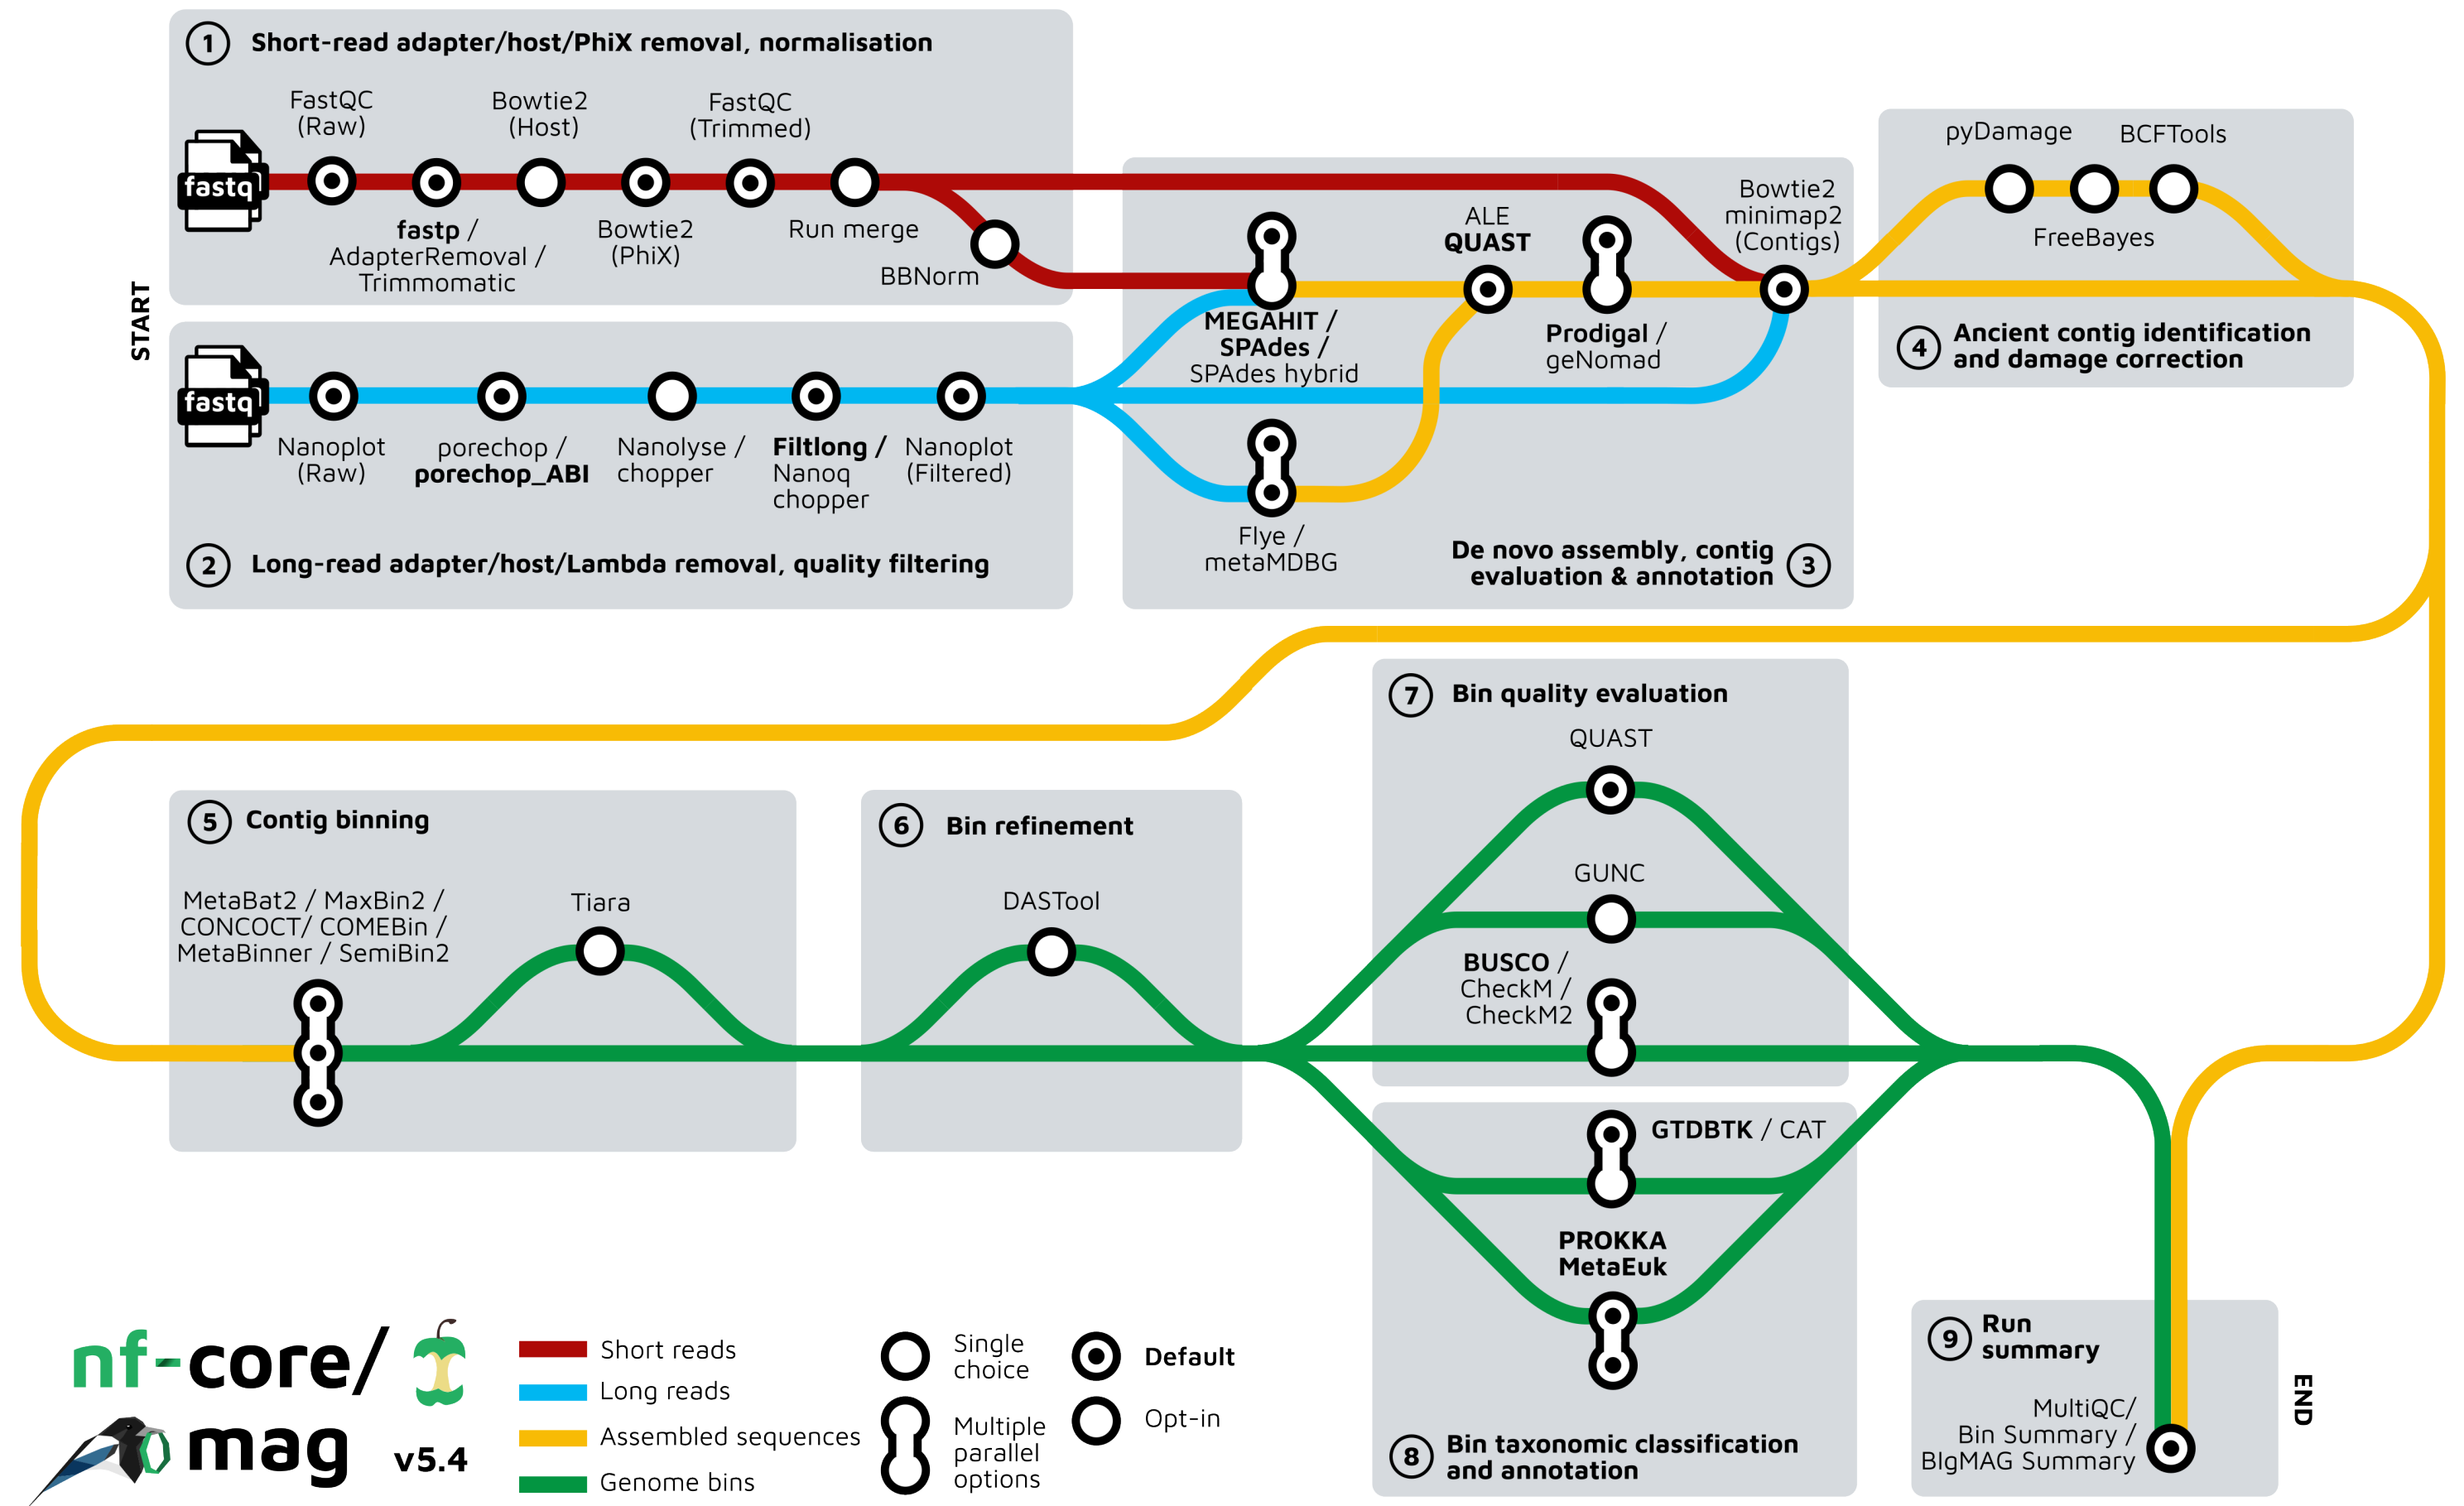 1 Short-read adapter/host/PhiX removal, normalisation
FastQC
(Raw)
Bowtie2
(Host)
FastQC
(Trimmed)
fastq
fastp /
AdapterRemoval /
Trimmomatic
Bowtie2
(PhiX)
Run merge
BBNorm
START
fastq
Nanoplot
(Raw)
porechop /
porechop_ABI
Nanolyse /
chopper
Filtlong /
Nanoq
chopper
Nanoplot
(Filtered)
2 Long-read adapter/host/Lambda removal, quality filtering
MEGAHIT /
SPAdes /
SPAdes hybrid
ALE
QUAST
Prodigal /
geNomad
Bowtie2
minimap2
(Contigs)
Flye /
metaMDBG
De novo assembly, contig
evaluation & annotation
3
pyDamage
BCFTools
FreeBayes
4 Ancient contig identification
and damage correction
5 Contig binning
MetaBat2 / MaxBin2 /
CONCOCT/ COMEBin /
MetaBinner / SemiBin2
Tiara
6 Bin refinement
DASTool
7 Bin quality evaluation
QUAST
GUNC
BUSCO /
CheckM /
CheckM2
GTDBTK / CAT
PROKKA
MetaEuk
8 Bin taxonomic classification
and annotation
9 Run
summary
MultiQC/
Bin Summary /
BIgMAG Summary
END
nf-core/
mag
v5.4
Short reads
Long reads
Assembled sequences
Genome bins
Single
choice
Multiple
parallel
options
Default
Opt-in